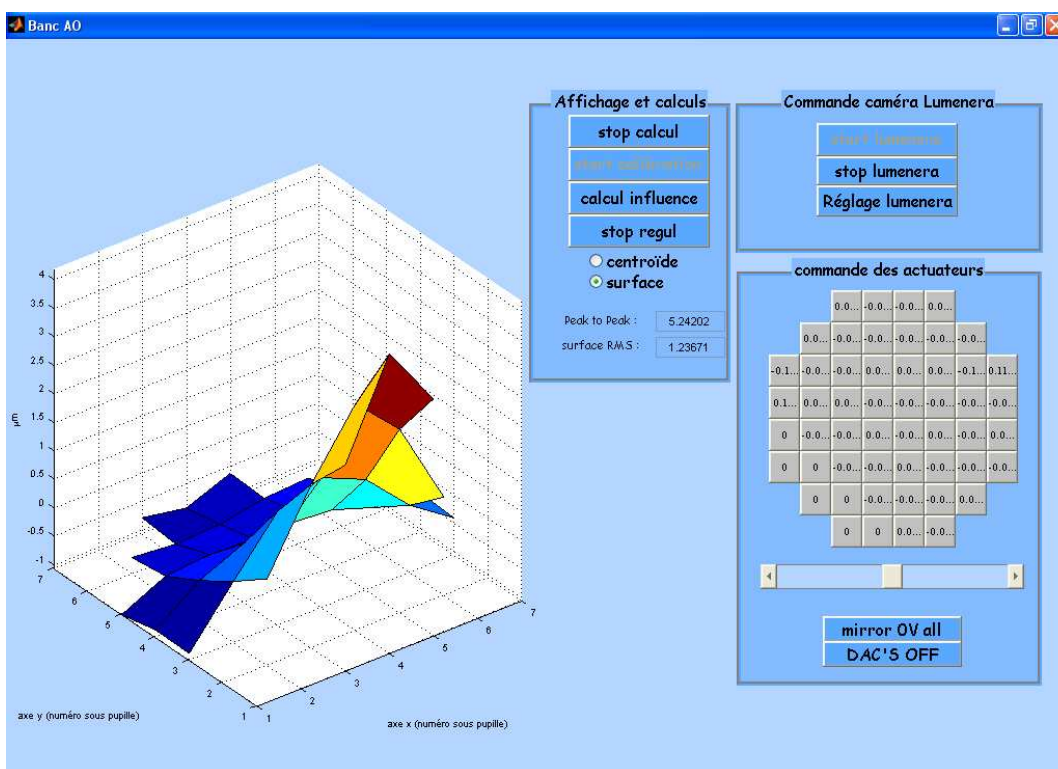 Banc AO
Affichage et calculs
stop calcul
start calibration
calcul influence
stop regul
centroïde
surface
Peak to Peak : 5.24202
surface RMS : 1.23671
Commande caméra Lumenera
start lumenera
stop lumenera
Réglage lumenera
commande des actuateurs
0.0... -0.0... -0.0... 0.0...
0.0... -0.0... -0.0... -0.0... -0.0... -0.0...
-0.1... -0.0... -0.0... 0.0... 0.0... 0.0... -0.1... 0.11...
0.1... 0.0... 0.0... -0.0... -0.0... -0.0... -0.0... -0.0...
0 -0.0... -0.0... -0.0... -0.0... -0.0... -0.0... 0.0...
0 0 -0.0... -0.0... -0.0... -0.0... -0.0... -0.0...
0 0 -0.0... -0.0... -0.0... 0.0...
0 0 0.0... -0.0...
mirror 0V all
DAC'S OFF
4
3.5
3
2.5
2
1.5
1
0.5
0
-0.5
-1
µm
7
6
5
4
3
2
1
axe y (numéro sous pupille)
1
2
3
4
5
6
7
axe x (numéro sous pupille)